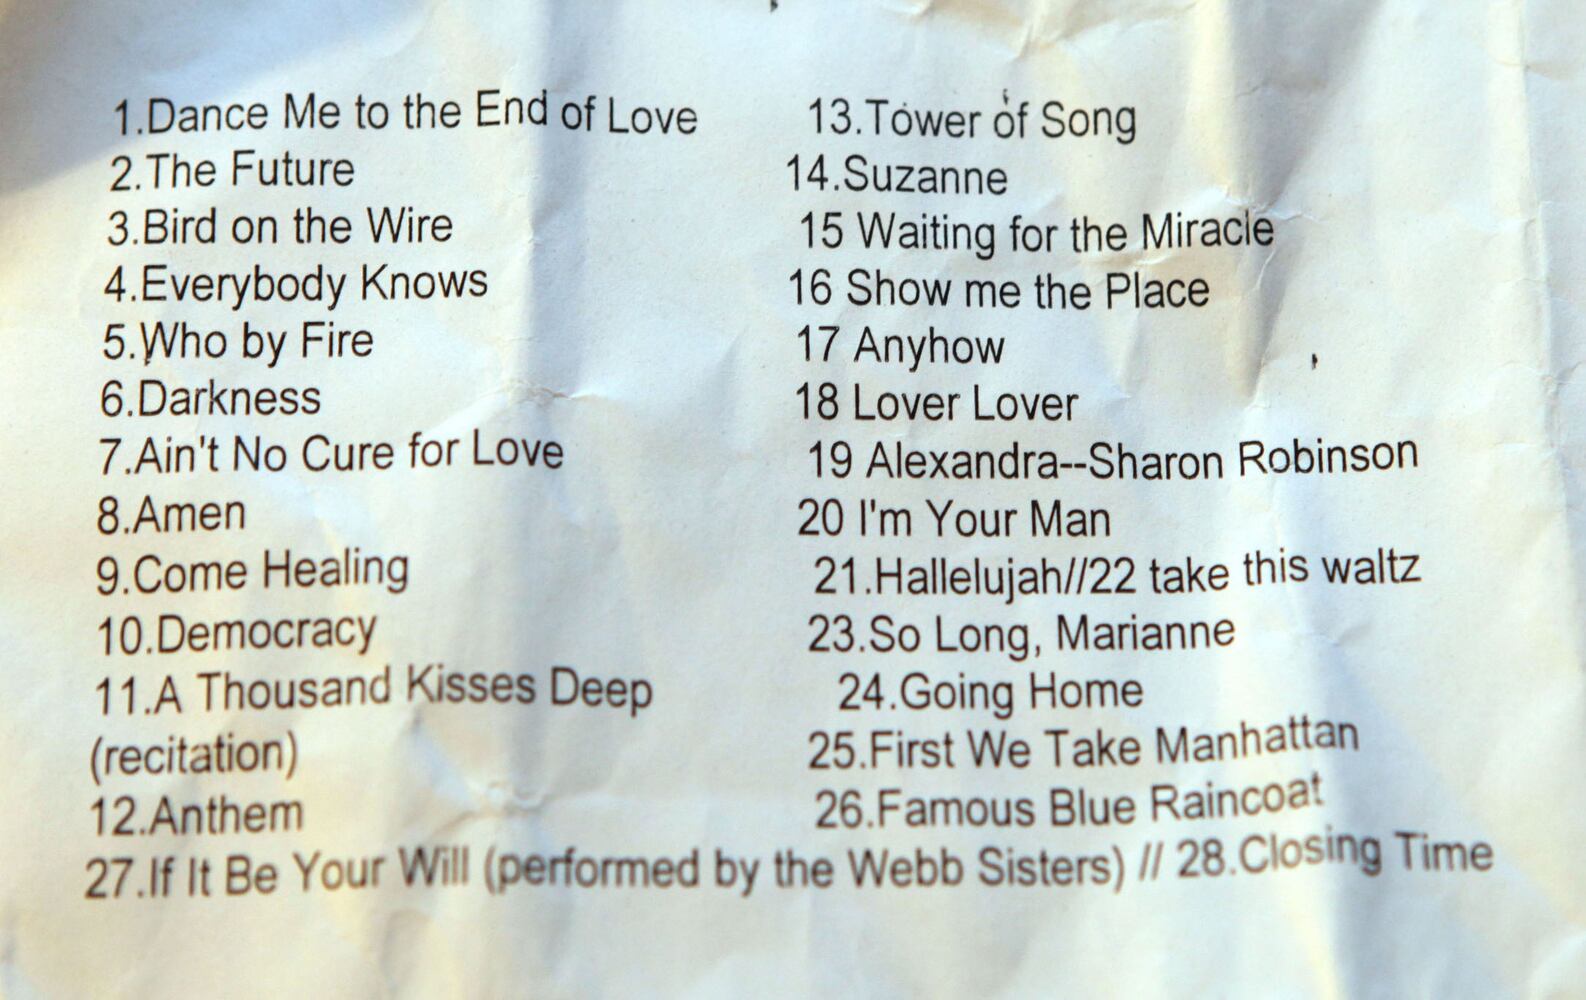 1.Dance Me to the End of Love
2.The Future
3.Bird on the Wire
4.Everybody Knows
5.Who by Fire
6.Darkness
7.Ain't No Cure for Love
8.Amen
9.Come Healing
10.Democracy
11.A Thousand Kisses Deep
(recitation)
12.Anthem
13.Tower of Song
14.Suzanne
15 Waiting for the Miracle
16 Show me the Place
17 Anyhow
18 Lover Lover
19 Alexandra--Sharon Robinson
20 I'm Your Man
21.Hallelujah//22 take this waltz
23.So Long, Marianne
24.Going Home
25.First We Take Manhattan
26.Famous Blue Raincoat
27.If It Be Your Will (performed by the Webb Sisters) // 28.Closing Time